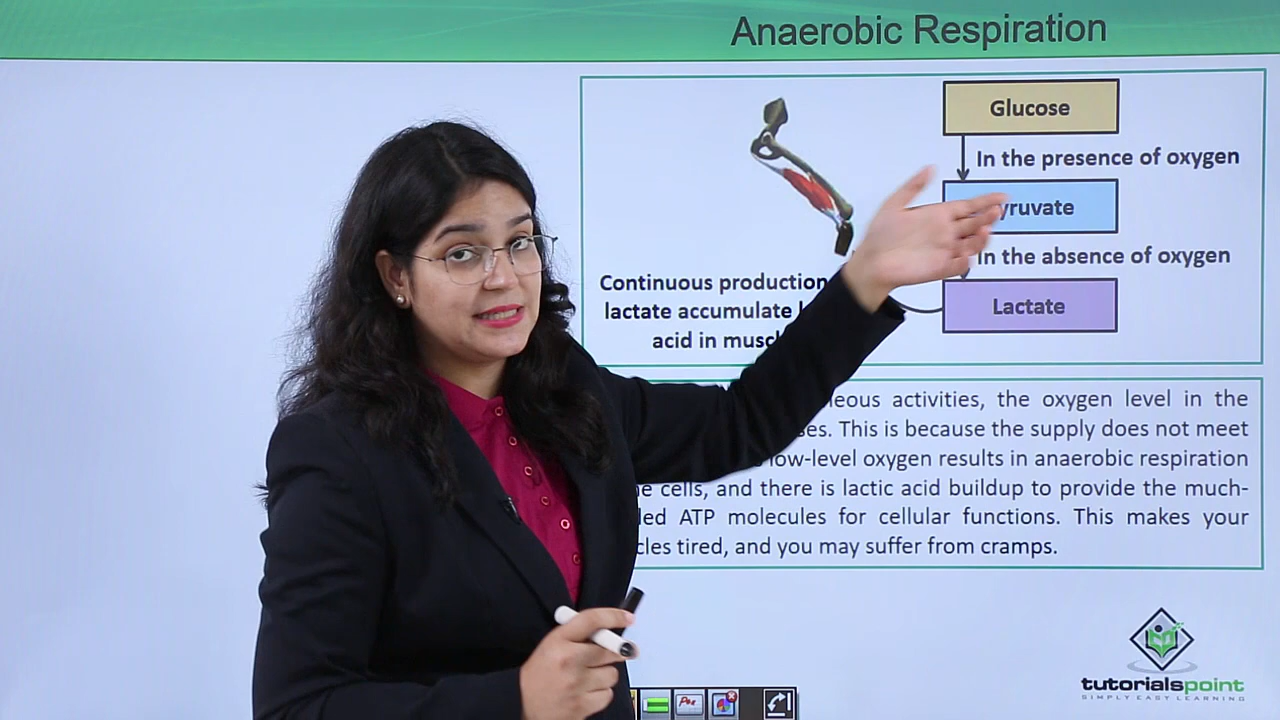 Anaerobic Respiration
Glucose
In the presence of oxygen
yruvate
In the absence of oxygen
Lactate
Continuous production
lactate accumulate
acid in musc
eous activities, the oxygen level in the
ses. This is because the supply does not meet
low-level oxygen results in anaerobic respiration
e cells, and there is lactic acid buildup to provide the much-
led ATP molecules for cellular functions. This makes your
cles tired, and you may suffer from cramps.
tutorialspoint
SIMPLY EASY LEARNING